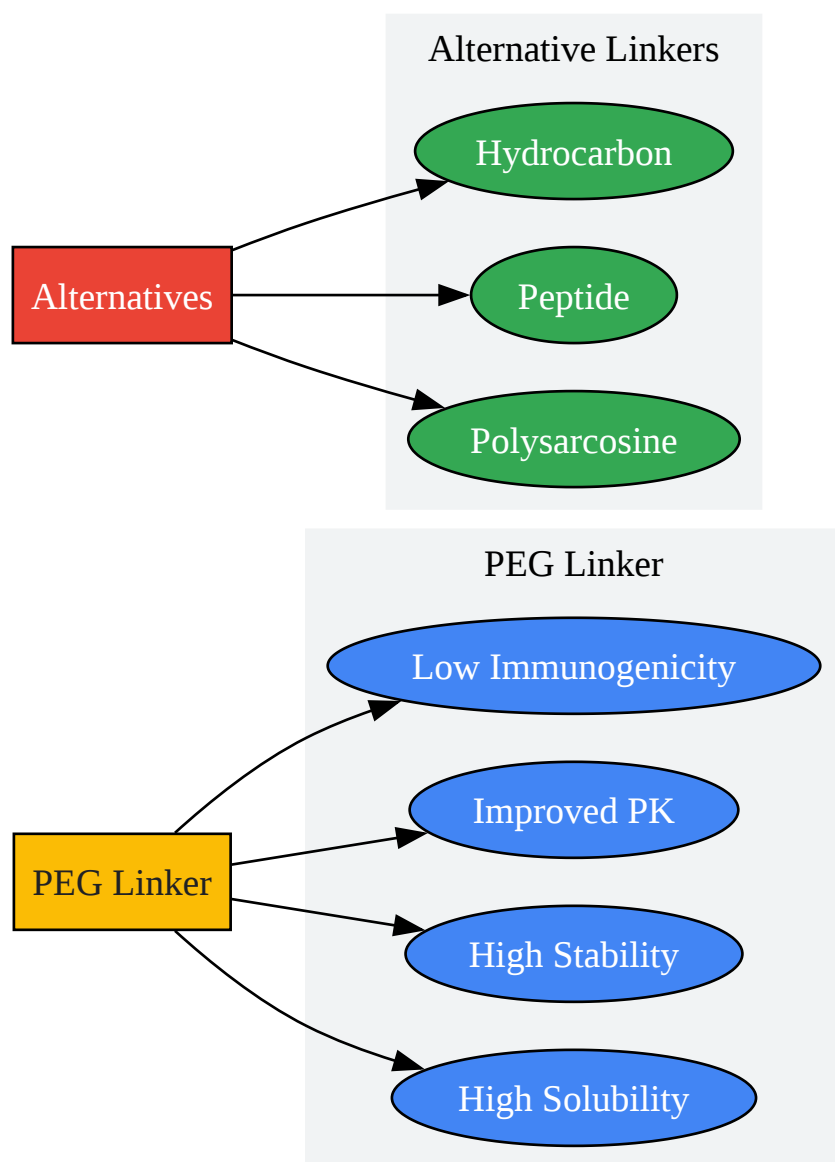 Alternative Linkers
Hydrocarbon
Alternatives
Peptide
Polysarcosine
PEG Linker
Low Immunogenicity
Improved PK
PEG Linker
High Stability
High Solubility